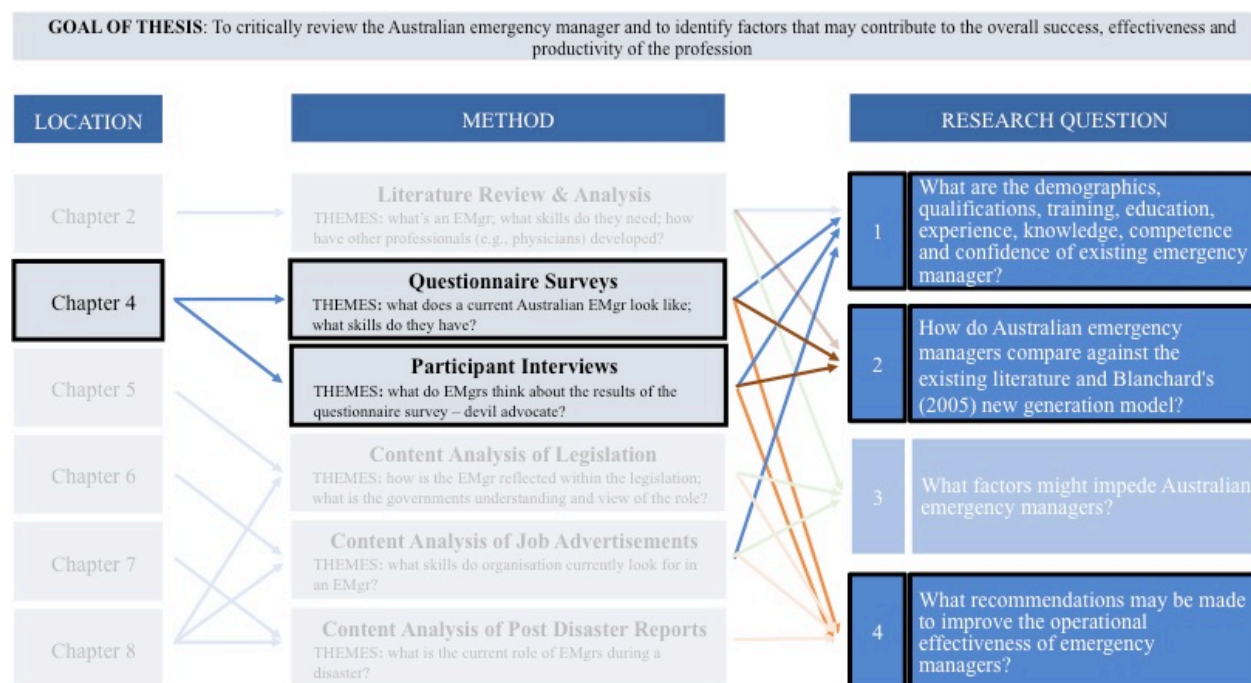 GOAL OF THESIS: To critically review the Australian emergency manager and to identify factors that may contribute to the overall success, effectiveness and
productivity of the profession
LOCATION
METHOD
RESEARCH QUESTION
Chapter 2
Literature Review & Analysis
THEMES: what's an EMgr; what skills do they need; how
have other professionals (e.g., physicians) developed?
1
What are the demographics,
qualifications, training, education,
experience, knowledge, competence
and confidence of existing emergency
manager?
Chapter 4
Questionnaire Surveys
THEMES: what does a current Australian EMgr look like;
what skills do they have?
Participant Interviews
THEMES: what do EMgrs think about the results of the
questionnaire survey – devil advocate?
2
How do Australian emergency
managers compare against the
existing literature and Blanchard's
(2005) new generation model?
Chapter 5
Chapter 6
Content Analysis of Legislation
THEMES: how is the EMgr reflected within the legislation;
what is the governments understanding and view of the role?
3
What factors might impede Australian
emergency managers?
Chapter 7
Content Analysis of Job Advertisements
THEMES: what skills do organisation currently look for in
an EMgr?
Chapter 8
Content Analysis of Post Disaster Reports
THEMES: what is the current role of EMgrs during a
disaster?
4
What recommendations may be made
to improve the operational
effectiveness of emergency
managers?